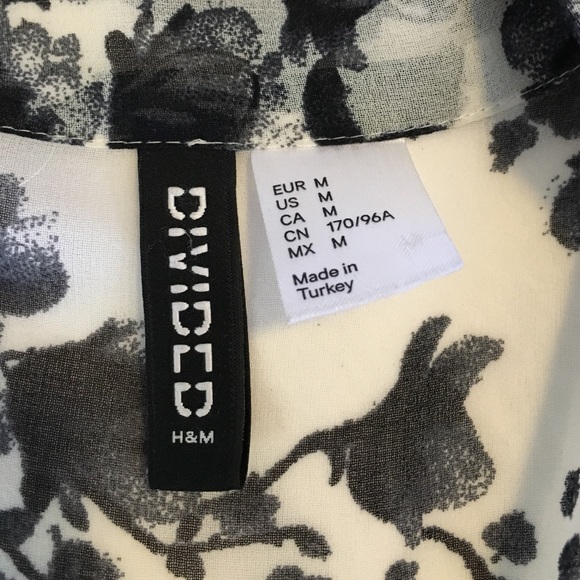 DIVIDED
H&M
EUR M
US M
CA M
CN 170/96A
MX M
Made in
Turkey